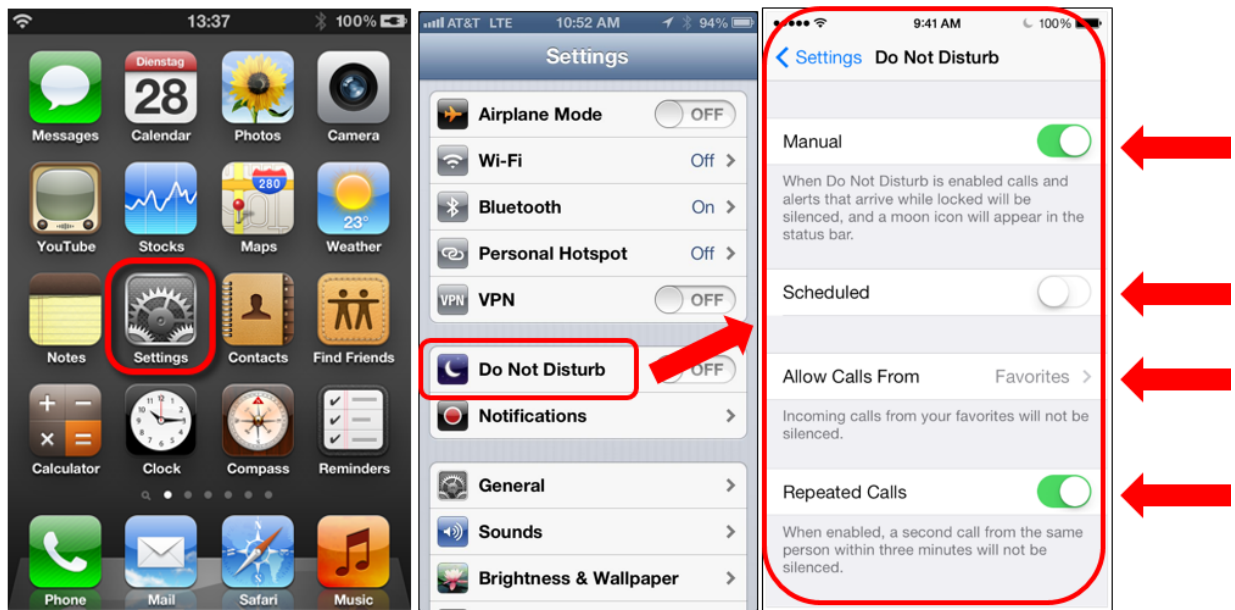 13:37
100%
Dienstag
28
Messages
Calendar
Photos
Camera
280
23°
YouTube
Stocks
Maps
Weather
Notes
Settings
Contacts
Find Friends
Calculator
Clock
Compass
Reminders
Phone
Mail
Safari
Music
AT&T LTE 10:52 AM 94%
Settings
Airplane Mode OFF
Wi-Fi Off
Bluetooth On
Personal Hotspot Off
VPN VPN OFF
Do Not Disturb OFF
Notifications
General
Sounds
Brightness & Wallpaper
9:41 AM 100%
Settings Do Not Disturb
Manual
When Do Not Disturb is enabled calls and
alerts that arrive while locked will be
silenced, and a moon icon will appear in the
status bar.
Scheduled
Allow Calls From Favorites
Incoming calls from your favorites will not be
silenced.
Repeated Calls
When enabled, a second call from the same
person within three minutes will not be
silenced.